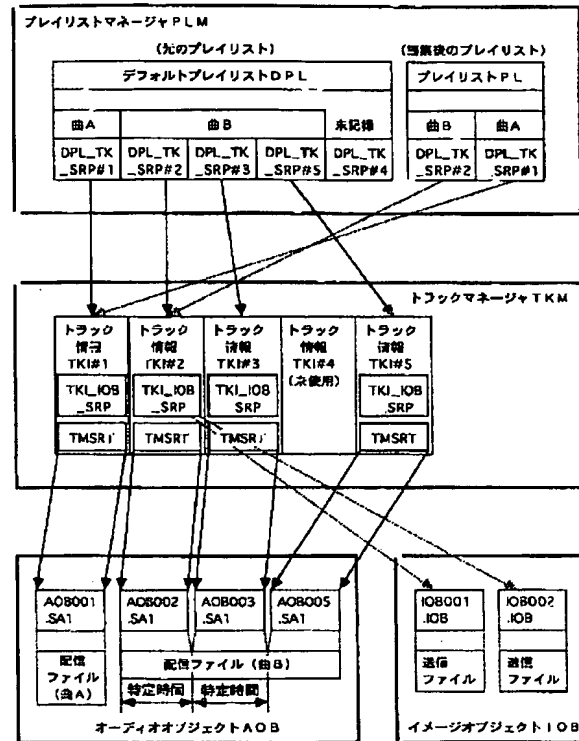 プレイリストマネージャPLM
(元のプレイリスト)
(編集後のプレイリスト)
デフォルトプレイリストDPL
プレイリストPL
曲A
曲B
未記録
曲B
曲A
DPL_TK
_SRP#1
DPL_TK
_SRP#2
DPL_TK
_SRP#3
DPL_TK
_SRP#5
DPL_TK
_SRP#4
DPL_TK
_SRP#2
DPL_TK
_SRP#1
トラックマネージャTKM
トラック
情報
TKI#1
トラック
情報
TKI#2
トラック
情報
TKI#3
トラック
情報
TKI#4
(未使用)
トラック
情報
TKI#5
TKI_IOB
_SRP
TKI_IOB
_SRP
TKI_IOB
_SRP
TKI_IOB
_SRP
TMSRT
TMSRT
TMSRT
TMSRT
AOB001
.SA1
AOB002
.SA1
AOB003
.SA1
AOB005
.SA1
IOB001
.IOB
IOB002
.IOB
配信
ファイル
(曲A)
配信ファイル(曲B)
送信
ファイル
送信
ファイル
特定時間
特定時間
オーディオオブジェクトAOB
イメージオブジェクトIOB